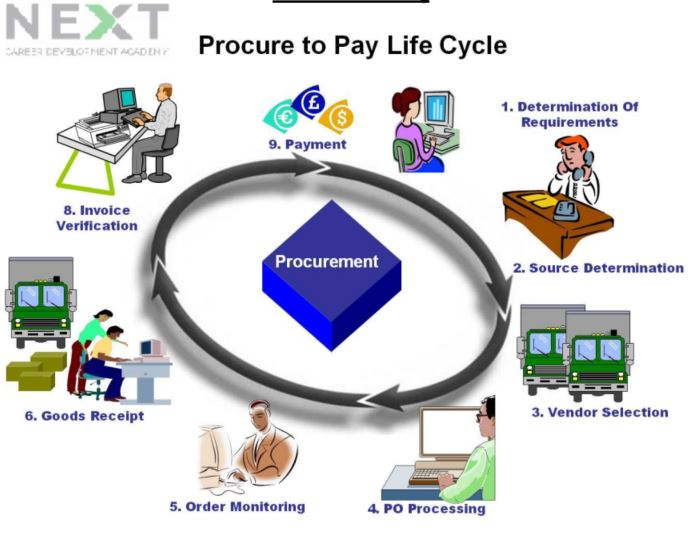 NEXT
CAREER DEVELOPMENT ACADEMY
Procure to Pay Life Cycle
1. Determination Of
Requirements
2. Source Determination
3. Vendor Selection
4. PO Processing
5. Order Monitoring
6. Goods Receipt
8. Invoice
Verification
9. Payment
€
£
$
Procurement